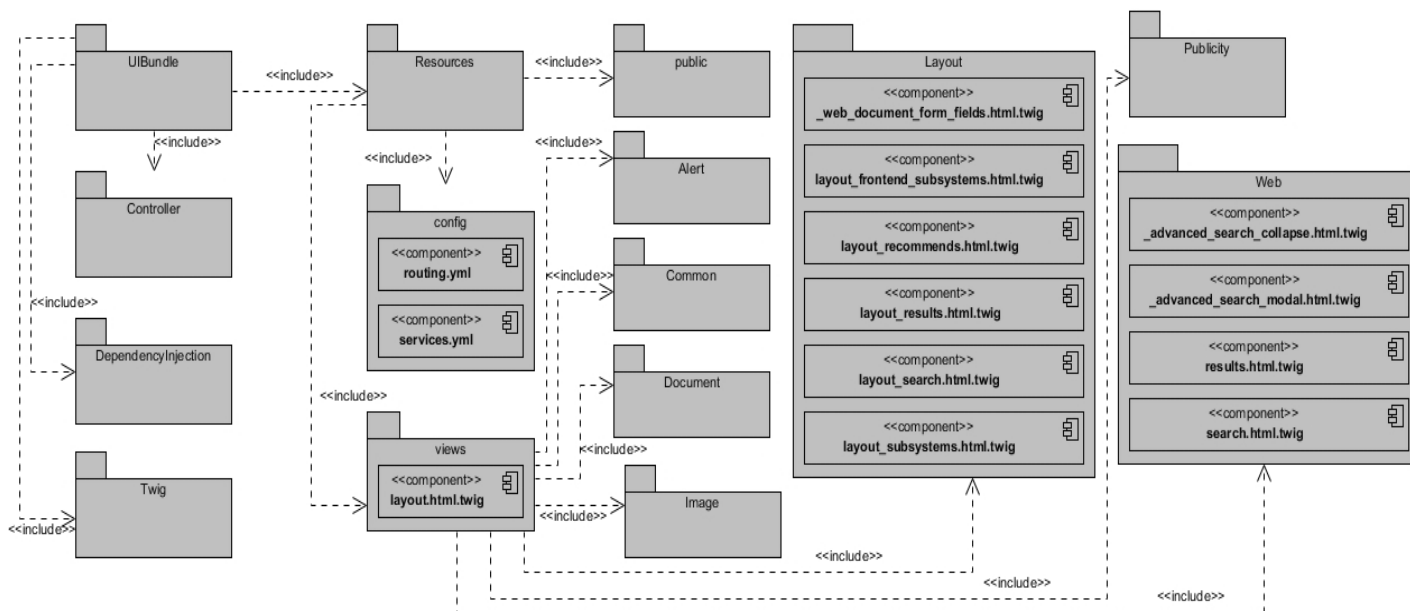 UIBundle
<<include>>
Resources
<<include>>
public
<<include>>
Controller
<<include>>
DependencyInjection
<<include>>
Twig
<<include>>
config
<<component>>
routing.yml
<<component>>
services.yml
<<include>>
views
<<component>>
layout.html.twig
<<include>>
Alert
<<include>>
Common
<<include>>
Document
<<include>>
Image
<<include>>
Layout
<<component>>
_web_document_form_fields.html.twig
<<component>>
layout_frontend_subsystems.html.twig
<<component>>
layout_recommends.html.twig
<<component>>
layout_results.html.twig
<<component>>
layout_search.html.twig
<<component>>
layout_subsystems.html.twig
<<include>>
Publicity
<<include>>
Web
<<component>>
_advanced_search_collapse.html.twig
<<component>>
_advanced_search_modal.html.twig
<<component>>
results.html.twig
<<component>>
search.html.twig
<<include>>
<<include>>